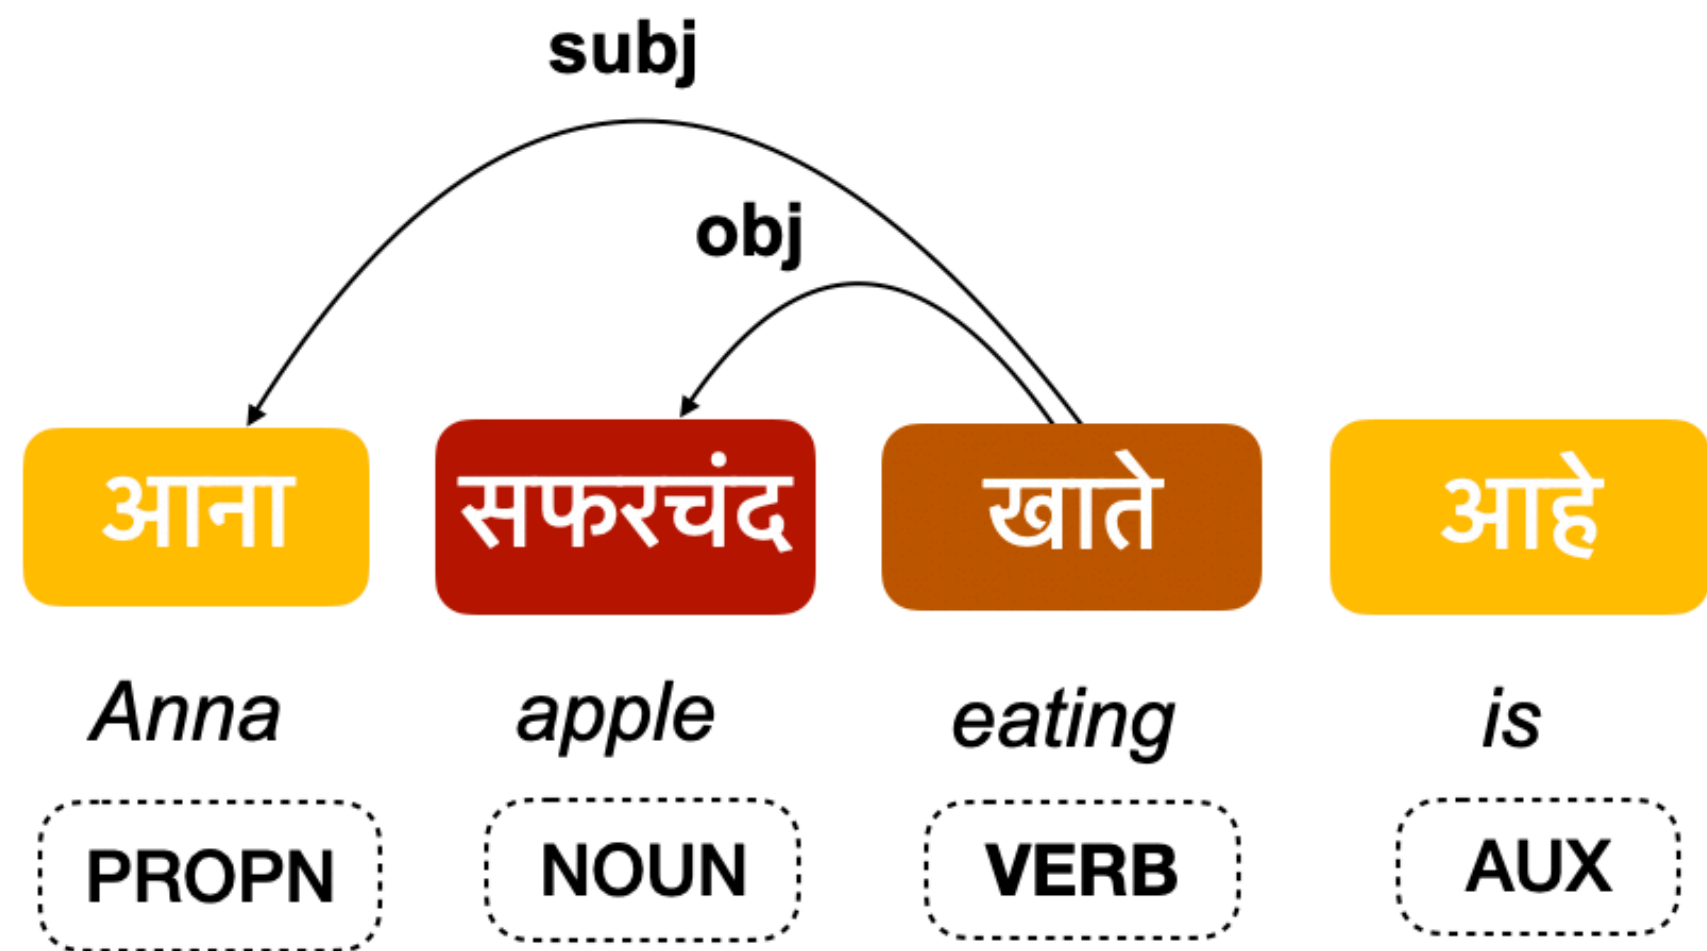 subj
obj
आना सफरचंद खाते आहे
Anna apple eating is
PROPN NOUN VERB AUX